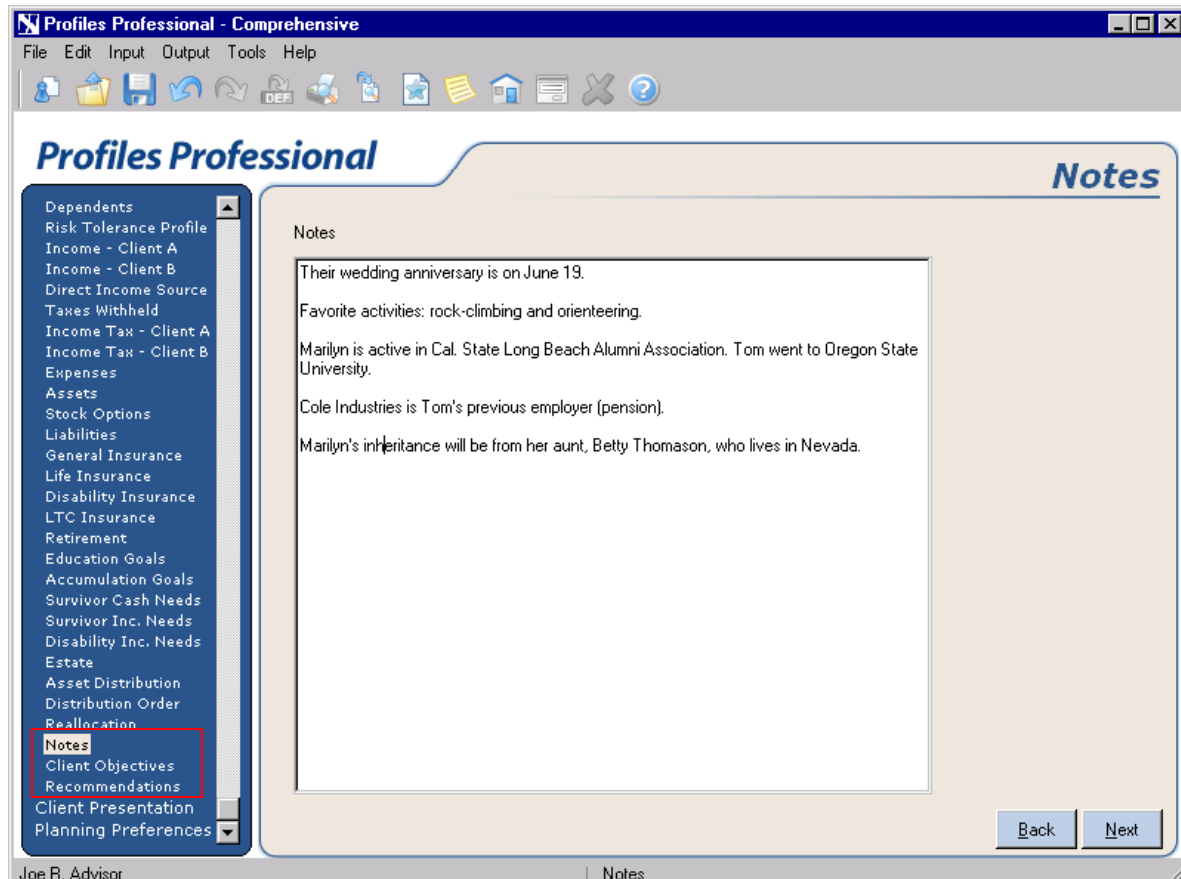 Profiles Professional - Comprehensive
File Edit Input Output Tools Help
DEF
Profiles Professional
Notes
Dependents
Risk Tolerance Profile
Income - Client A
Income - Client B
Direct Income Source
Taxes Withheld
Income Tax - Client A
Income Tax - Client B
Expenses
Assets
Stock Options
Liabilities
General Insurance
Life Insurance
Disability Insurance
LTC Insurance
Retirement
Education Goals
Accumulation Goals
Survivor Cash Needs
Survivor Inc. Needs
Disability Inc. Needs
Estate
Asset Distribution
Distribution Order
Reallocation
Notes
Client Objectives
Recommendations
Client Presentation
Planning Preferences
Notes
Their wedding anniversary is on June 19.
Favorite activities: rock-climbing and orienteering.
Marilyn is active in Cal. State Long Beach Alumni Association. Tom went to Oregon State
University.
Cole Industries is Tom's previous employer (pension).
Marilyn's inheritance will be from her aunt, Betty Thomason, who lives in Nevada.
Back Next
Joe R. Advisor Notes